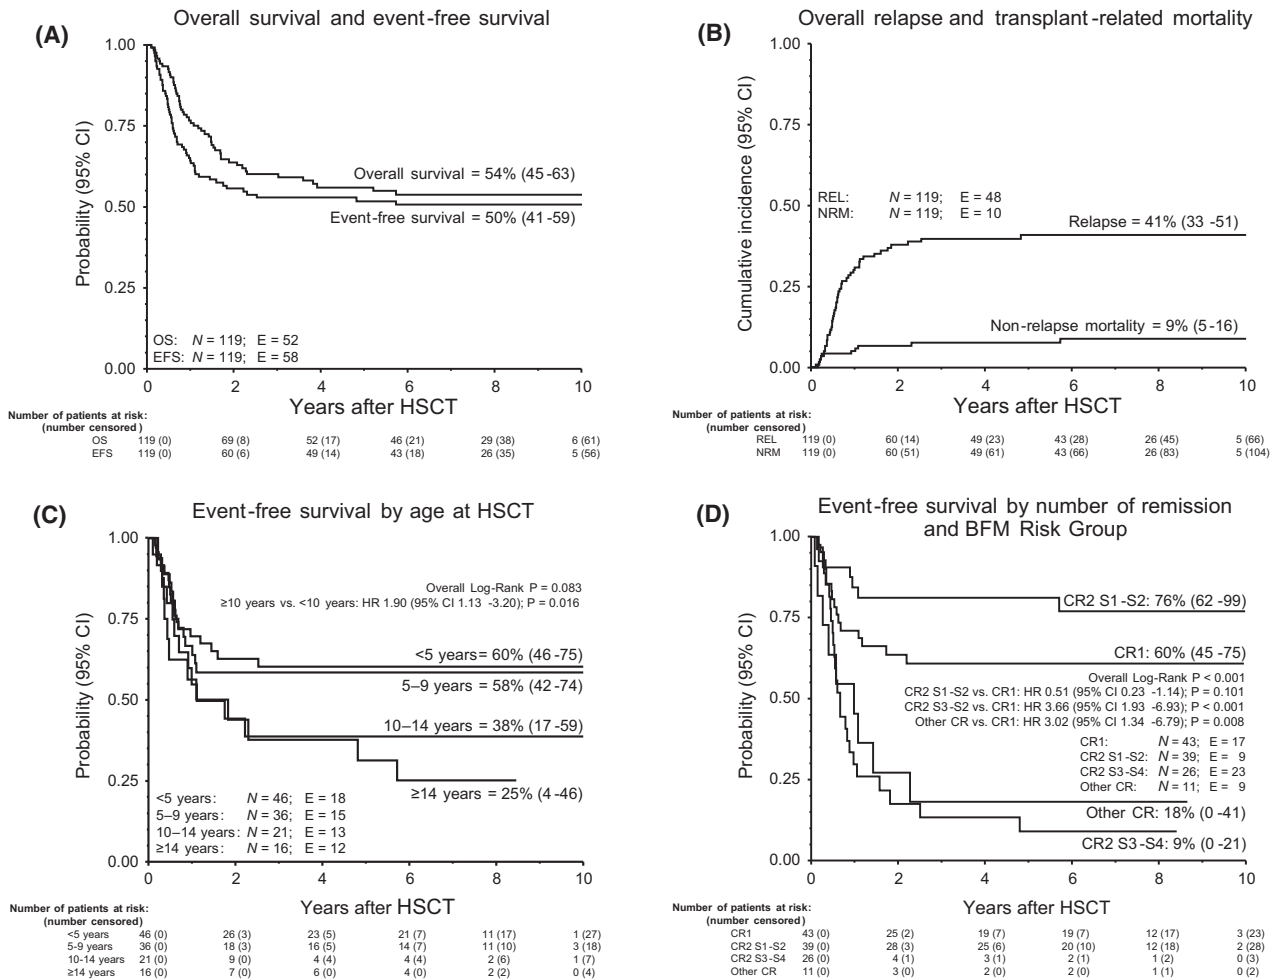 (A)
Overall survival and event-free survival
Probability (95% CI)
1.00
0.75
0.50
0.25
0.00
Overall survival = 54% (45-63)
Event-free survival = 50% (41-59)
OS: N = 119; E = 52
EFS: N = 119; E = 58
0 2 4 6 8 10
Years after HSCT
Number of patients at risk:
(number censored)
OS 119 (0) 69 (8) 52 (17) 46 (21) 29 (38) 6 (61)
EFS 119 (0) 60 (6) 49 (14) 43 (18) 26 (35) 5 (56)
(B)
Overall relapse and transplant-related mortality
Cumulative incidence (95% CI)
1.00
0.75
0.50
0.25
0.00
REL: N = 119; E = 48
NRM: N = 119; E = 10
Relapse = 41% (33 -51)
Non-relapse mortality = 9% (5-16)
0 2 4 6 8 10
Years after HSCT
Number of patients at risk:
(number censored)
REL 119 (0) 60 (14) 49 (23) 43 (28) 26 (45) 5 (66)
NRM 119 (0) 60 (51) 49 (61) 43 (66) 26 (83) 5 (104)
(C)
Event-free survival by age at HSCT
Probability (95% CI)
1.00
0.75
0.50
0.25
0.00
Overall Log-Rank P = 0.083
≥10 years vs. <10 years: HR 1.90 (95% CI 1.13 -3.20); P = 0.016
<5 years= 60% (46 -75)
5–9 years = 58% (42 -74)
10–14 years = 38% (17 -59)
≥14 years = 25% (4 -46)
<5 years: N = 46; E = 18
5–9 years: N = 36; E = 15
10–14 years: N = 21; E = 13
≥14 years: N = 16; E = 12
0 2 4 6 8 10
Years after HSCT
Number of patients at risk:
(number censored)
<5 years 46 (0) 26 (3) 23 (5) 21 (7) 11 (17) 1 (27)
5-9 years 36 (0) 18 (3) 16 (5) 14 (7) 11 (10) 3 (18)
10-14 years 21 (0) 9 (0) 4 (4) 4 (4) 2 (6) 1 (7)
≥14 years 16 (0) 7 (0) 6 (0) 4 (0) 2 (2) 0 (4)
(D)
Event-free survival by number of remission
and BFM Risk Group
Probability (95% CI)
1.00
0.75
0.50
0.25
0.00
CR2 S1-S2: 76% (62 -99)
CR1: 60% (45 -75)
Overall Log-Rank P < 0.001
CR2 S1-S2 vs. CR1: HR 0.51 (95% CI 0.23 -1.14); P = 0.101
CR2 S3-S2 vs. CR1: HR 3.66 (95% CI 1.93 -6.93); P < 0.001
Other CR vs. CR1: HR 3.02 (95% CI 1.34 -6.79); P = 0.008
CR1: N = 43; E = 17
CR2 S1-S2: N = 39; E = 9
CR2 S3-S4: N = 26; E = 23
Other CR: N = 11; E = 9
Other CR: 18% (0 -41)
CR2 S3-S4: 9% (0 -21)
0 2 4 6 8 10
Years after HSCT
Number of patients at risk:
(number censored)
CR1 43 (0) 25 (2) 19 (7) 19 (7) 12 (17) 3 (23)
CR2 S1-S2 39 (0) 28 (3) 25 (6) 20 (10) 12 (18) 2 (28)
CR2 S3-S4 26 (0) 4 (1) 3 (1) 2 (1) 1 (2) 0 (3)
Other CR 11 (0) 3 (0) 2 (0) 2 (0) 1 (1) 0 (2)